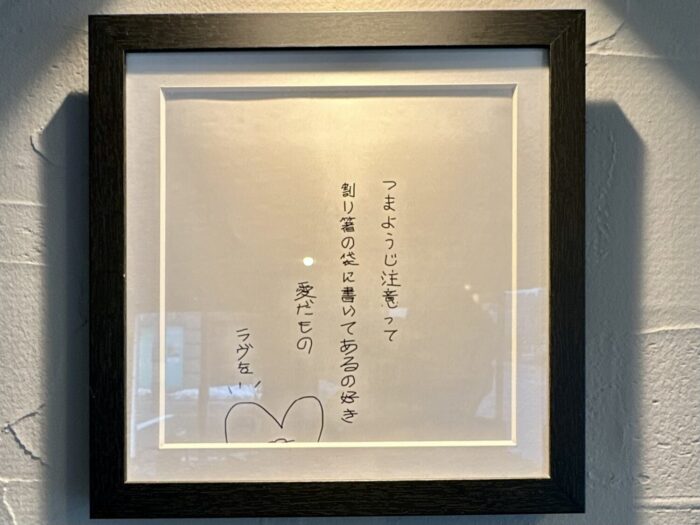 つまようじ注意って
割り箸の袋に書いてあるの好き
愛だもの
ラヴを